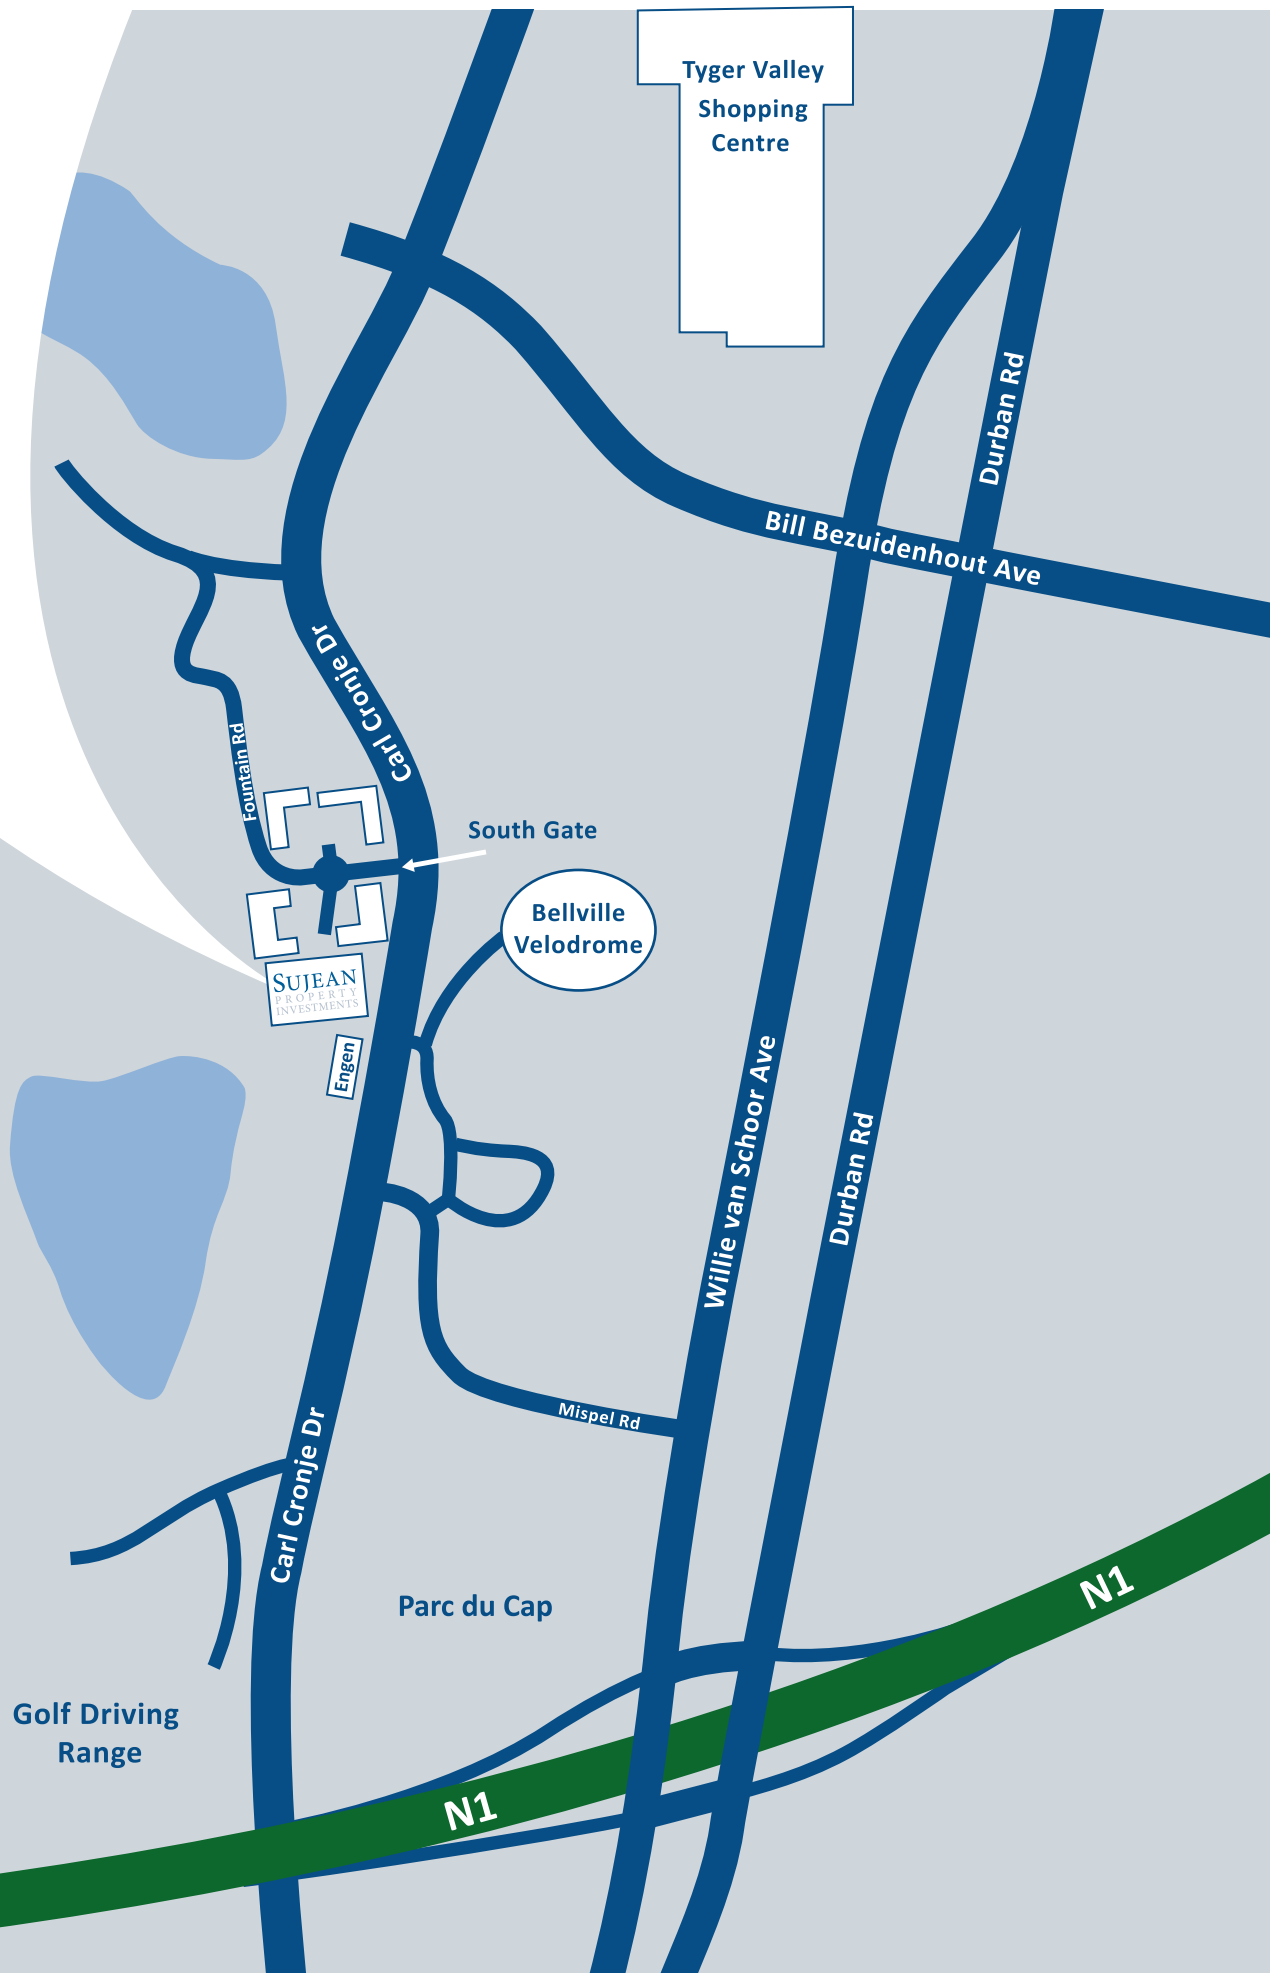 Tyger Valley
Shopping
Centre
Durban Rd
Bill Bezuidenhout Ave
Carl Cronje Dr
Fountain Rd
South Gate
Bellville
Velodrome
SUJEAN
PROPERTY
INVESTMENTS
Engen
Willie van Schoor Ave
Durban Rd
Mispel Rd
Carl Cronje Dr
N1
Parc du Cap
Golf Driving
Range
N1